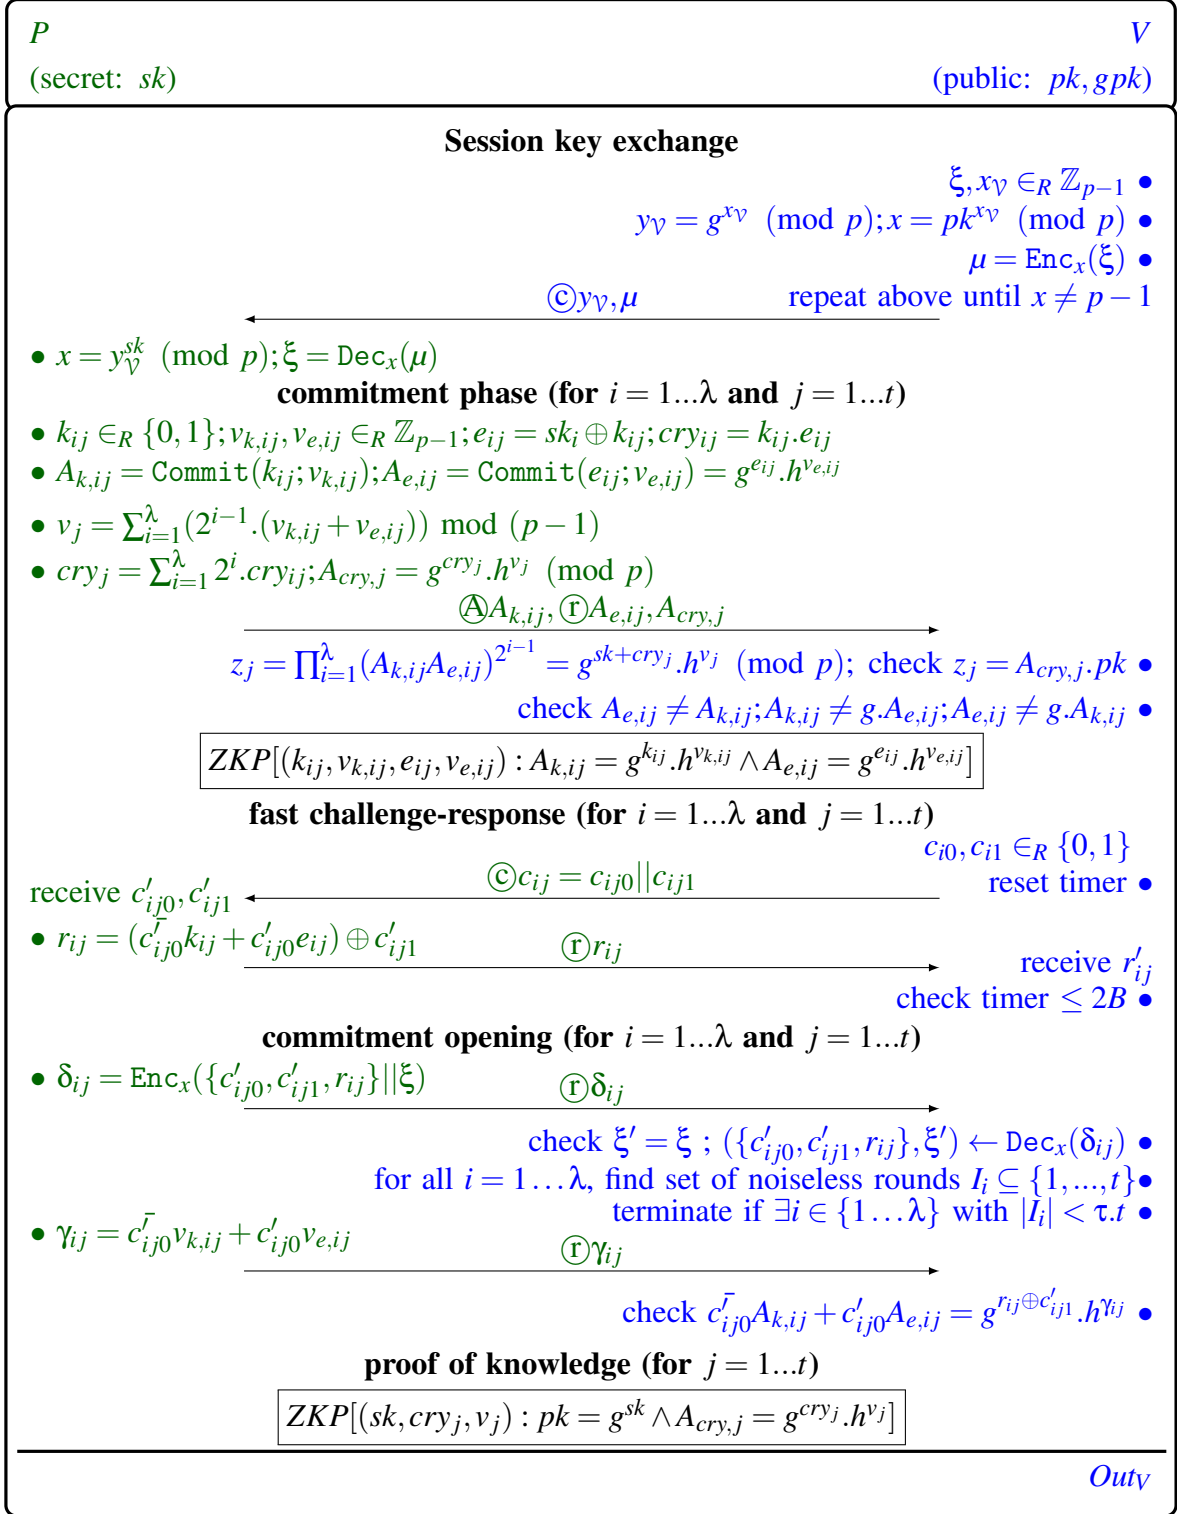 P V
(secret: sk) (public: pk, gpk)
Session key exchange
ξ, x_𝒱 ∈_R ℤ_{p−1} •
y_𝒱 = g^{x_𝒱} (mod p); x = pk^{x_𝒱} (mod p) •
μ = Enc_x(ξ) •
ⓒy_𝒱, μ repeat above until x ≠ p − 1
• x = y_𝒱^{sk} (mod p); ξ = Dec_x(μ)
commitment phase (for i = 1...λ and j = 1...t)
• k_{ij} ∈_R {0,1}; v_{k,ij}, v_{e,ij} ∈_R ℤ_{p−1}; e_{ij} = sk_i ⊕ k_{ij}; cry_{ij} = k_{ij}.e_{ij}
• A_{k,ij} = Commit(k_{ij}; v_{k,ij}); A_{e,ij} = Commit(e_{ij}; v_{e,ij}) = g^{e_{ij}}.h^{v_{e,ij}}
• v_j = ∑_{i=1}^{λ}(2^{i−1}.(v_{k,ij} + v_{e,ij})) mod (p − 1)
• cry_j = ∑_{i=1}^{λ} 2^i.cry_{ij}; A_{cry,j} = g^{cry_j}.h^{v_j} (mod p)
ⒶA_{k,ij}, ⓡA_{e,ij}, A_{cry,j}
z_j = ∏_{i=1}^{λ}(A_{k,ij}A_{e,ij})^{2^{i−1}} = g^{sk+cry_j}.h^{v_j} (mod p); check z_j = A_{cry,j}.pk •
check A_{e,ij} ≠ A_{k,ij}; A_{k,ij} ≠ g.A_{e,ij}; A_{e,ij} ≠ g.A_{k,ij} •
ZKP[(k_{ij}, v_{k,ij}, e_{ij}, v_{e,ij}) : A_{k,ij} = g^{k_{ij}}.h^{v_{k,ij}} ∧ A_{e,ij} = g^{e_{ij}}.h^{v_{e,ij}}]
fast challenge-response (for i = 1...λ and j = 1...t)
c_{i0}, c_{i1} ∈_R {0,1}
ⓒc_{ij} = c_{ij0}||c_{ij1} reset timer •
receive c′_{ij0}, c′_{ij1}
• r_{ij} = (c̄′_{ij0}k_{ij} + c′_{ij0}e_{ij}) ⊕ c′_{ij1} ⓡr_{ij}
receive r′_{ij}
check timer ≤ 2B •
commitment opening (for i = 1...λ and j = 1...t)
• δ_{ij} = Enc_x({c′_{ij0}, c′_{ij1}, r_{ij}}||ξ) ⓡδ_{ij}
check ξ′ = ξ ; ({c′_{ij0}, c′_{ij1}, r_{ij}}, ξ′) ← Dec_x(δ_{ij}) •
for all i = 1…λ, find set of noiseless rounds I_i ⊆ {1,...,t}•
terminate if ∃i ∈ {1…λ} with |I_i| < τ.t •
• γ_{ij} = c̄′_{ij0}v_{k,ij} + c′_{ij0}v_{e,ij} ⓡγ_{ij}
check c̄′_{ij0}A_{k,ij} + c′_{ij0}A_{e,ij} = g^{r_{ij}⊕c′_{ij1}}.h^{γ_{ij}} •
proof of knowledge (for j = 1...t)
ZKP[(sk, cry_j, v_j) : pk = g^{sk} ∧ A_{cry,j} = g^{cry_j}.h^{v_j}]
Out_V